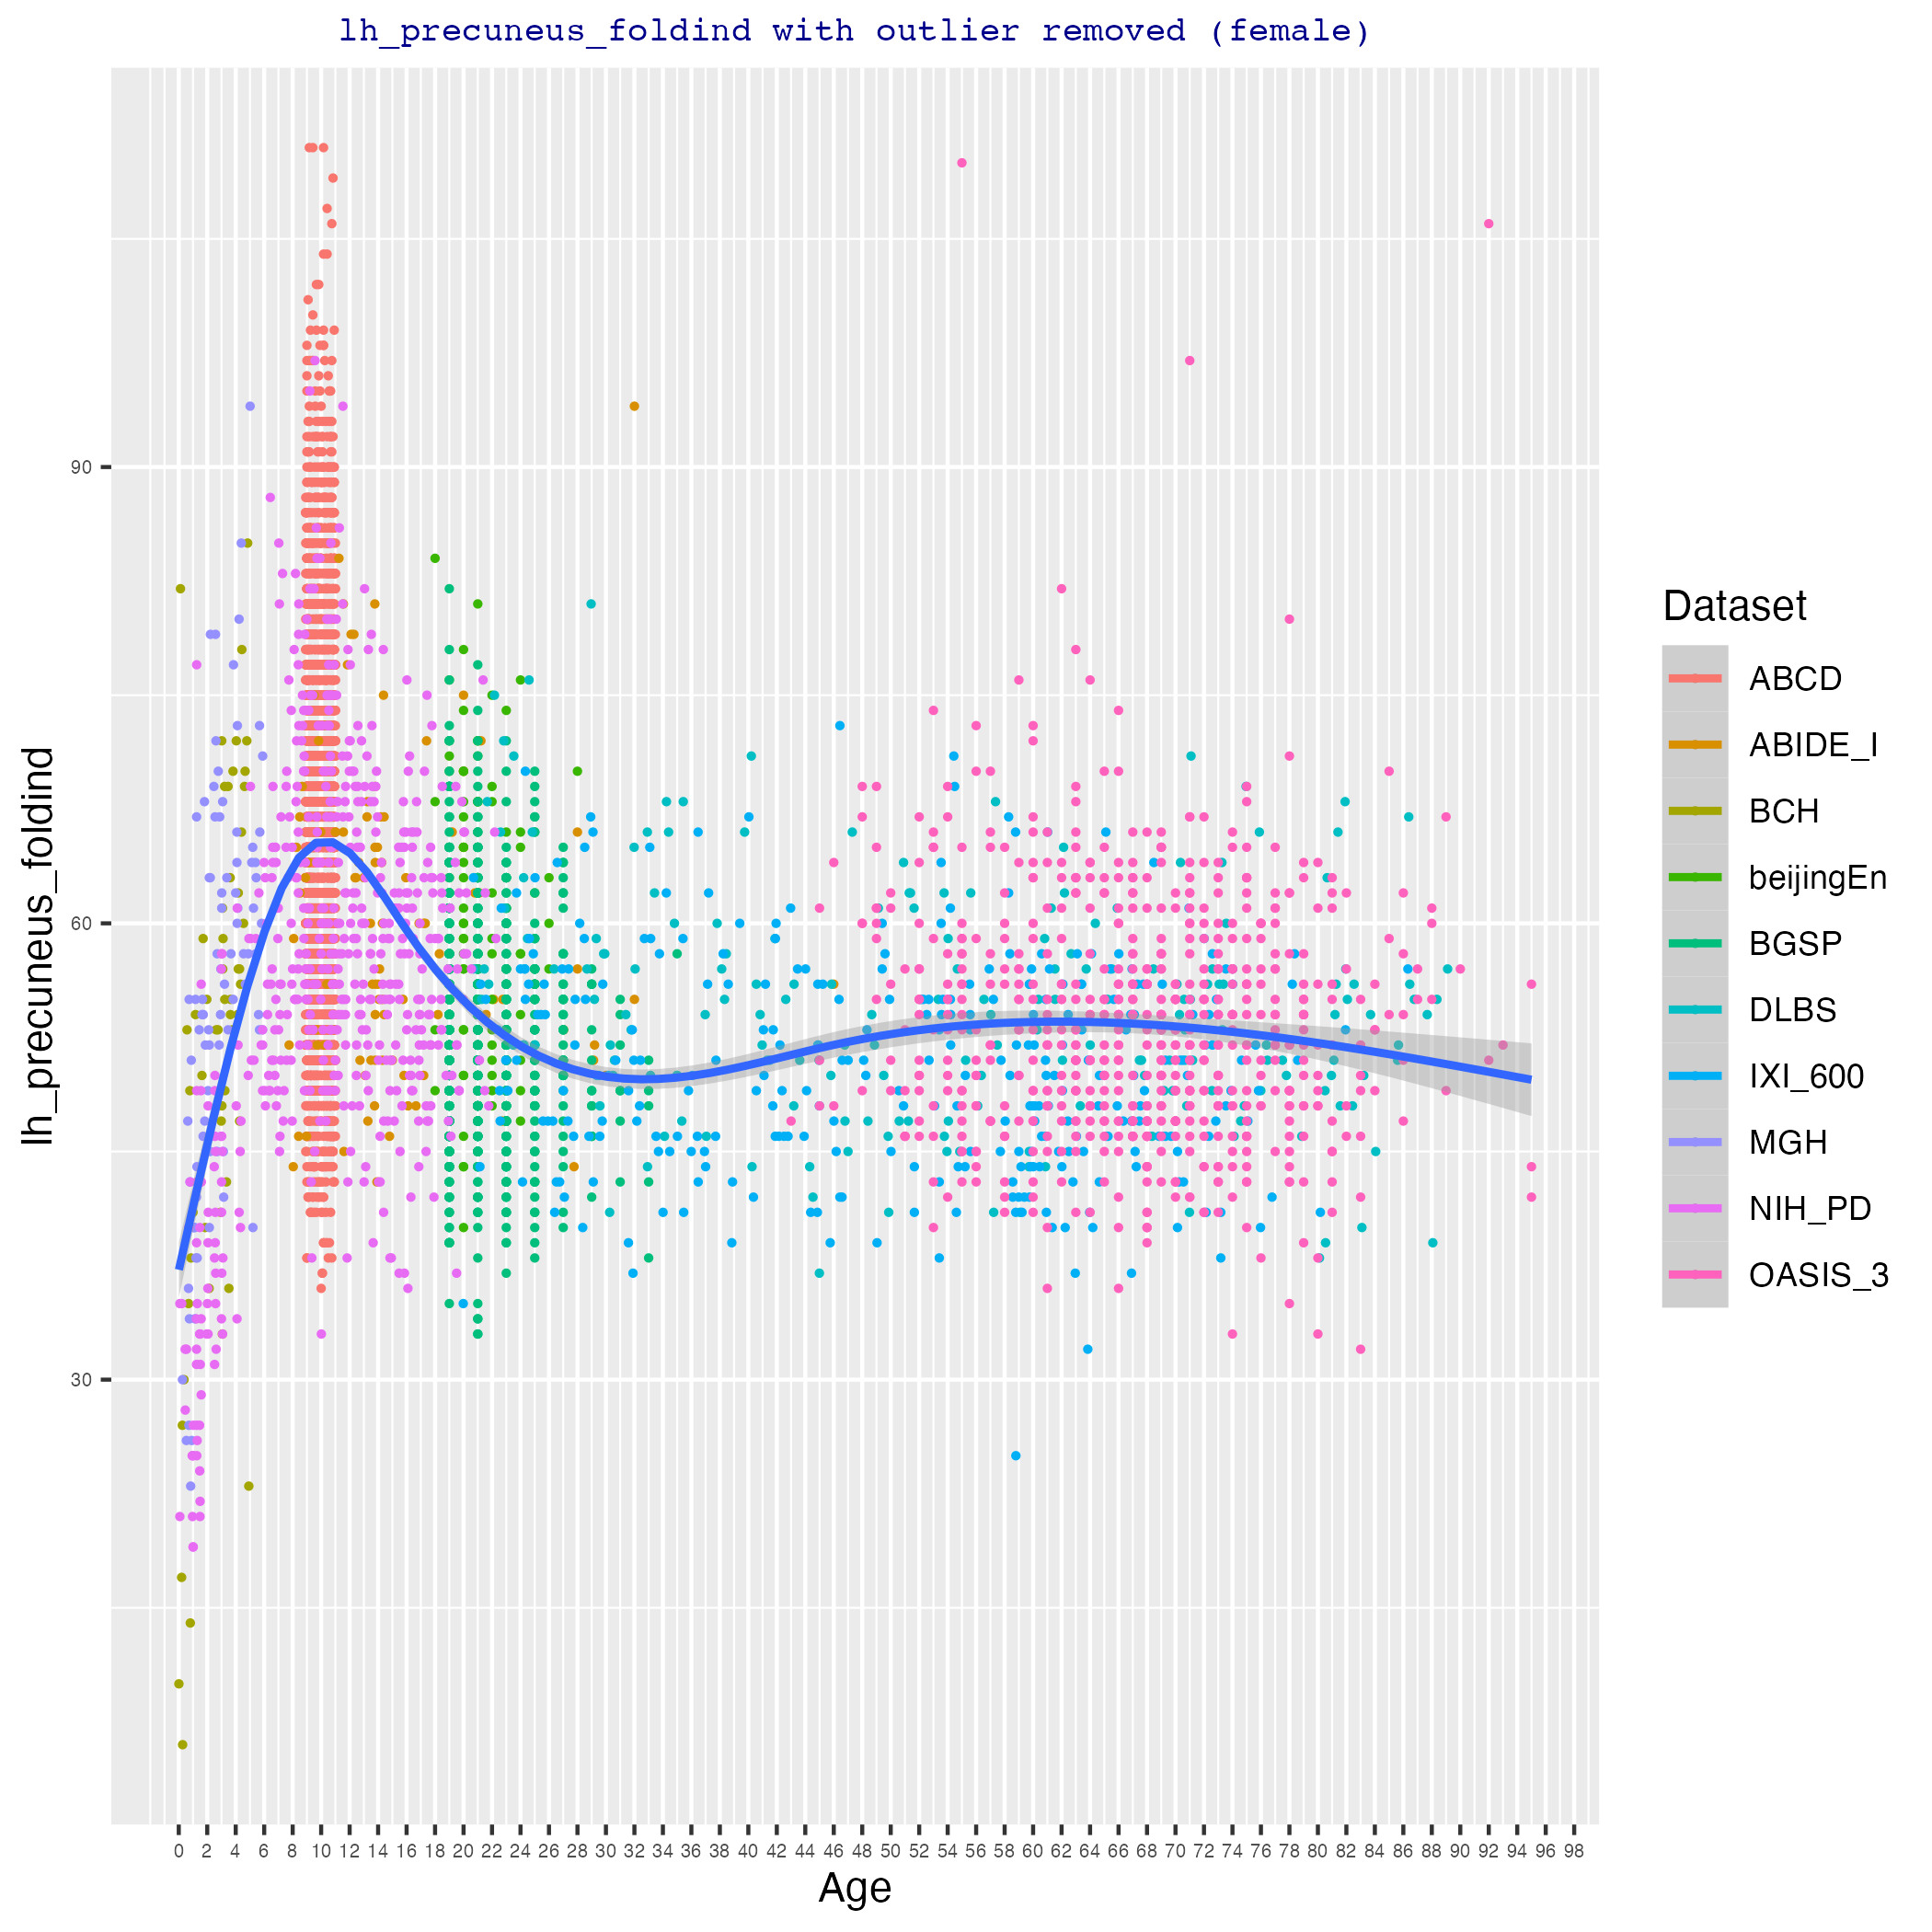 lh_precuneus_foldind with outlier removed (female)
lh_precuneus_foldind
90
60
30
0 2 4 6 8 10 12 14 16 18 20 22 24 26 28 30 32 34 36 38 40 42 44 46 48 50 52 54 56 58 60 62 64 66 68 70 72 74 76 78 80 82 84 86 88 90 92 94 96 98
Age
Dataset
ABCD
ABIDE_I
BCH
beijingEn
BGSP
DLBS
IXI_600
MGH
NIH_PD
OASIS_3